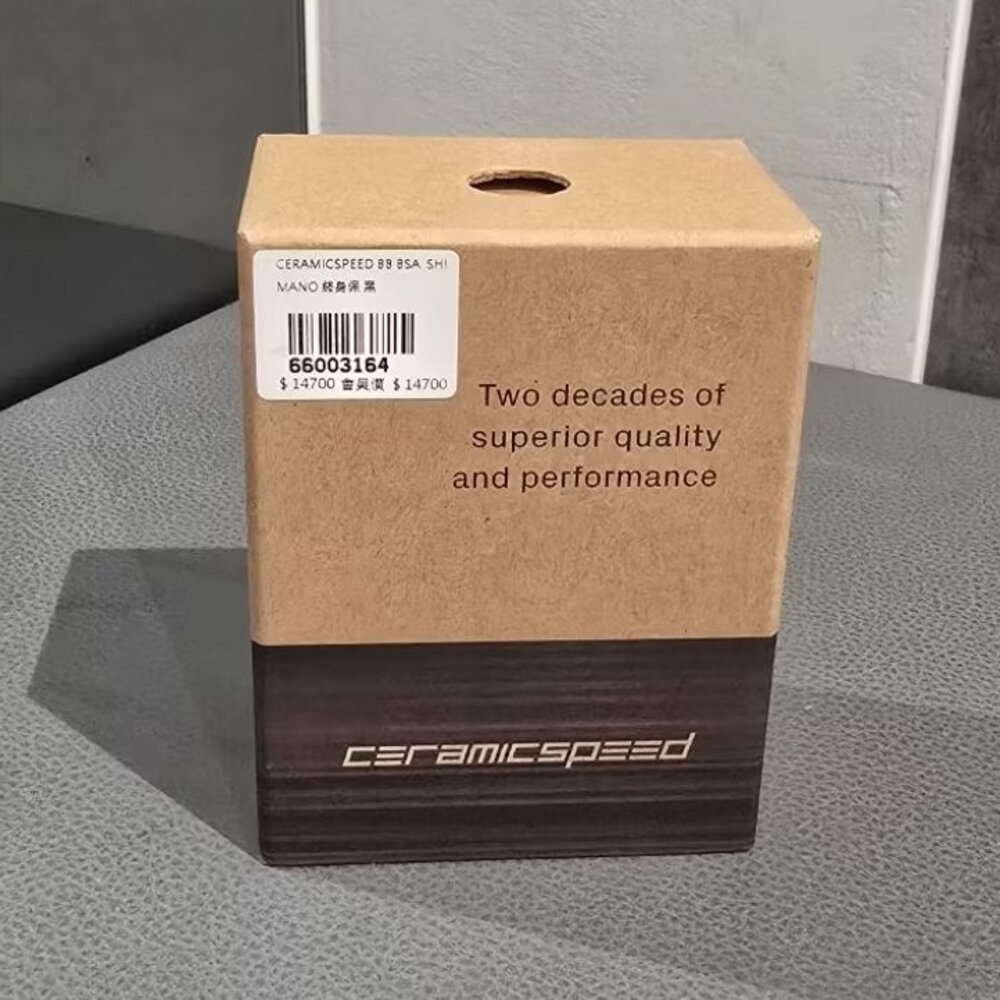 CERAMICSPEED BB BSA SHI
MANO 終身保 黑
66003164
$ 14700 會員價 $ 14700
Two decades of
superior quality
and performance
ceramicspeed